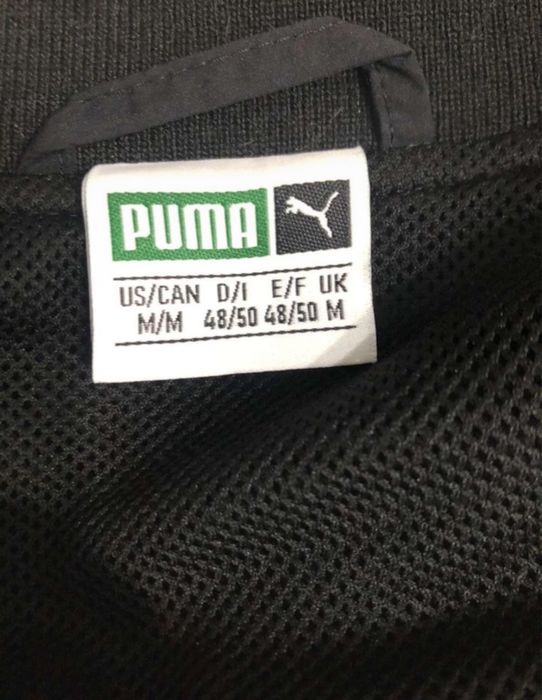 PUMA
US/CAN D/I E/F UK
M/M 48/50 48/50 M